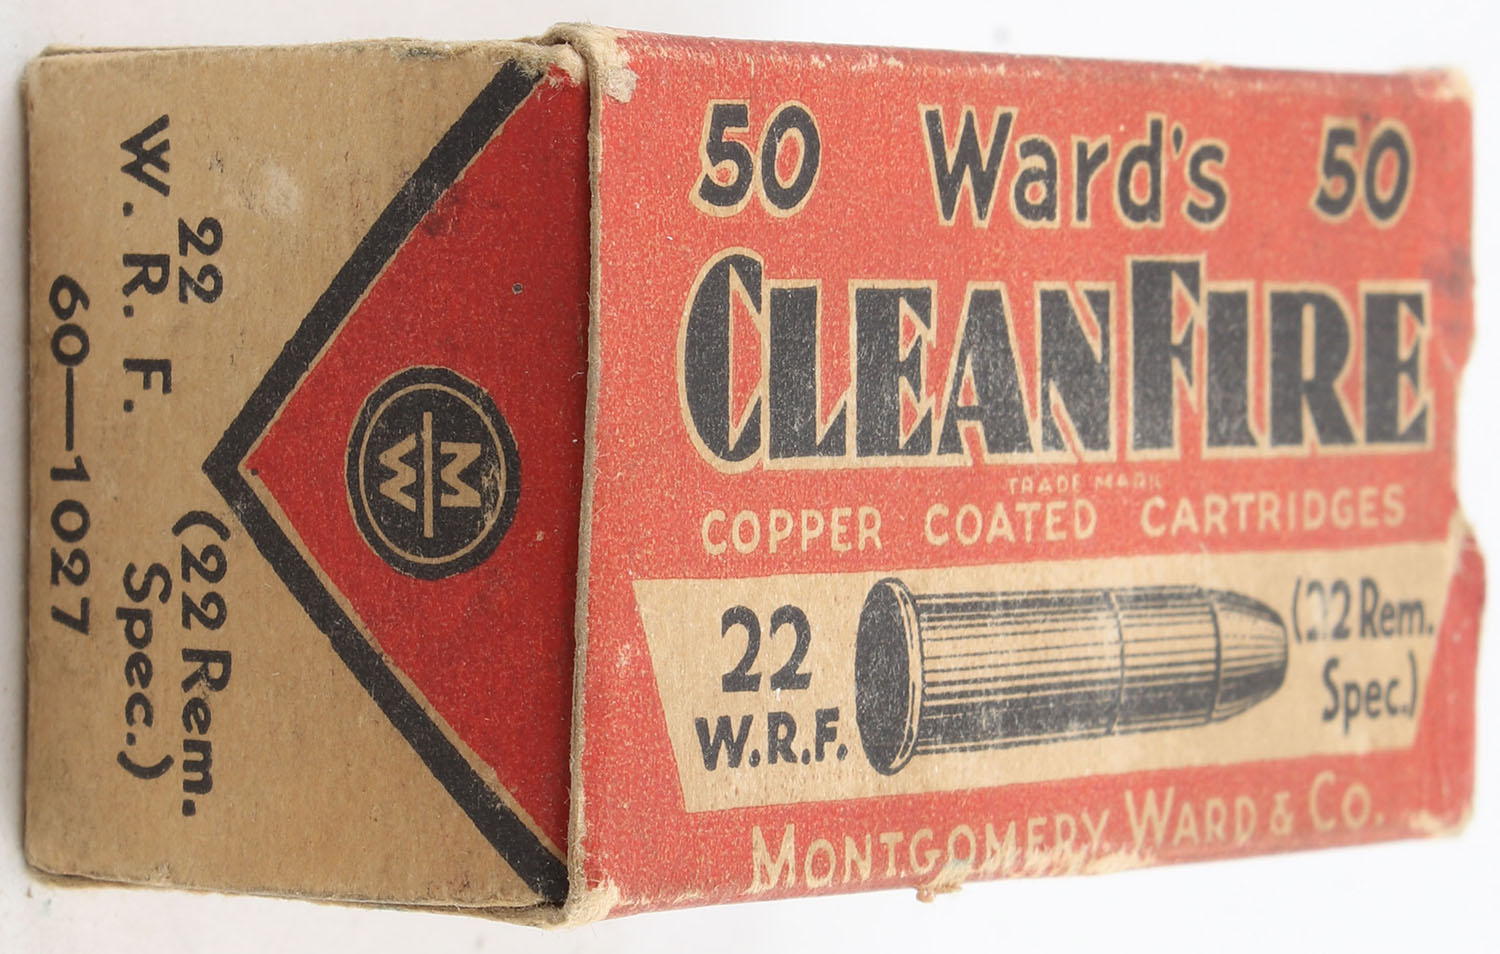 50 Ward's 50
CLEANFIRE
TRADE MARK
COPPER COATED CARTRIDGES
22
W.R.F.
(22 Rem.
Spec.)
MONTGOMERY WARD & CO.
M
W
22 (22 Rem.
W. R. F. Spec.)
60—1027